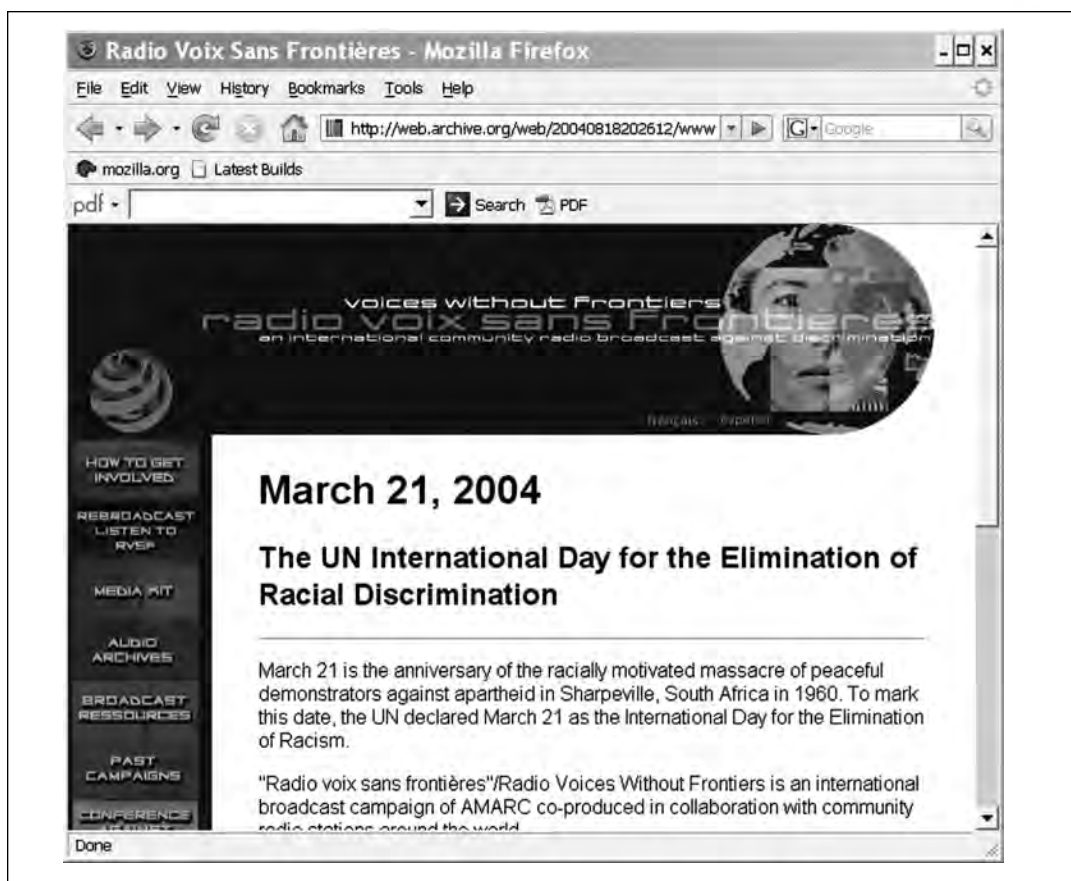 Radio Voix Sans Frontières - Mozilla Firefox
File Edit View History Bookmarks Tools Help
http://web.archive.org/web/20040818202612/www
G Google
mozilla.org Latest Builds
pdf Search PDF
voices without Frontiers
radio voix sans Frontières
an international community radio broadcast against discrimination
français español
HOW TO GET
INVOLVED
REBROADCAST
LISTEN TO
RVSF
MEDIA KIT
AUDIO
ARCHIVES
BROADCAST
RESSOURCES
PAST
CAMPAIGNS
CONFERENCE
AGAINST
March 21, 2004
The UN International Day for the Elimination of
Racial Discrimination
March 21 is the anniversary of the racially motivated massacre of peaceful
demonstrators against apartheid in Sharpeville, South Africa in 1960. To mark
this date, the UN declared March 21 as the International Day for the Elimination
of Racism.
"Radio voix sans frontières"/Radio Voices Without Frontiers is an international
broadcast campaign of AMARC co-produced in collaboration with community
radio stations around the world
Done